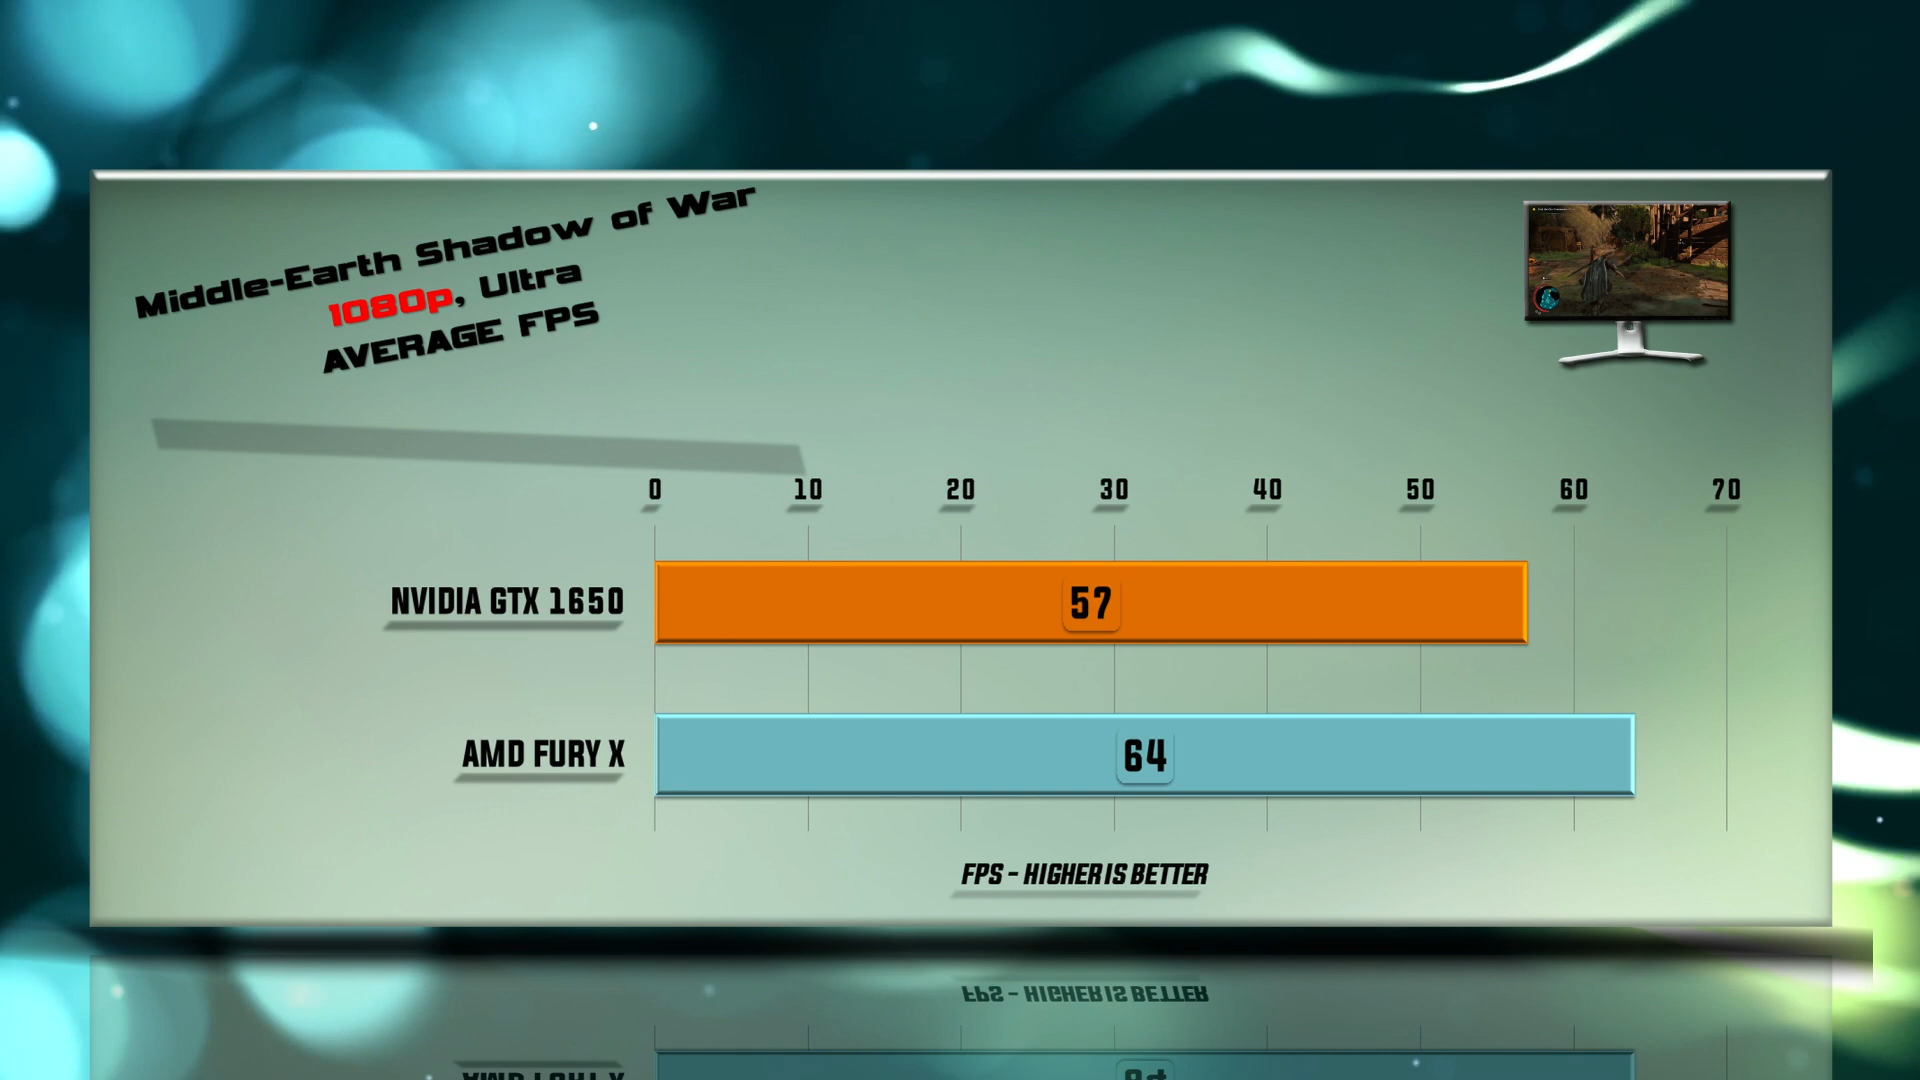 Middle-Earth Shadow of War
1080p, Ultra
AVERAGE FPS
0 10 20 30 40 50 60 70
NVIDIA GTX 1650 57
AMD FURY X 64
FPS - HIGHER IS BETTER